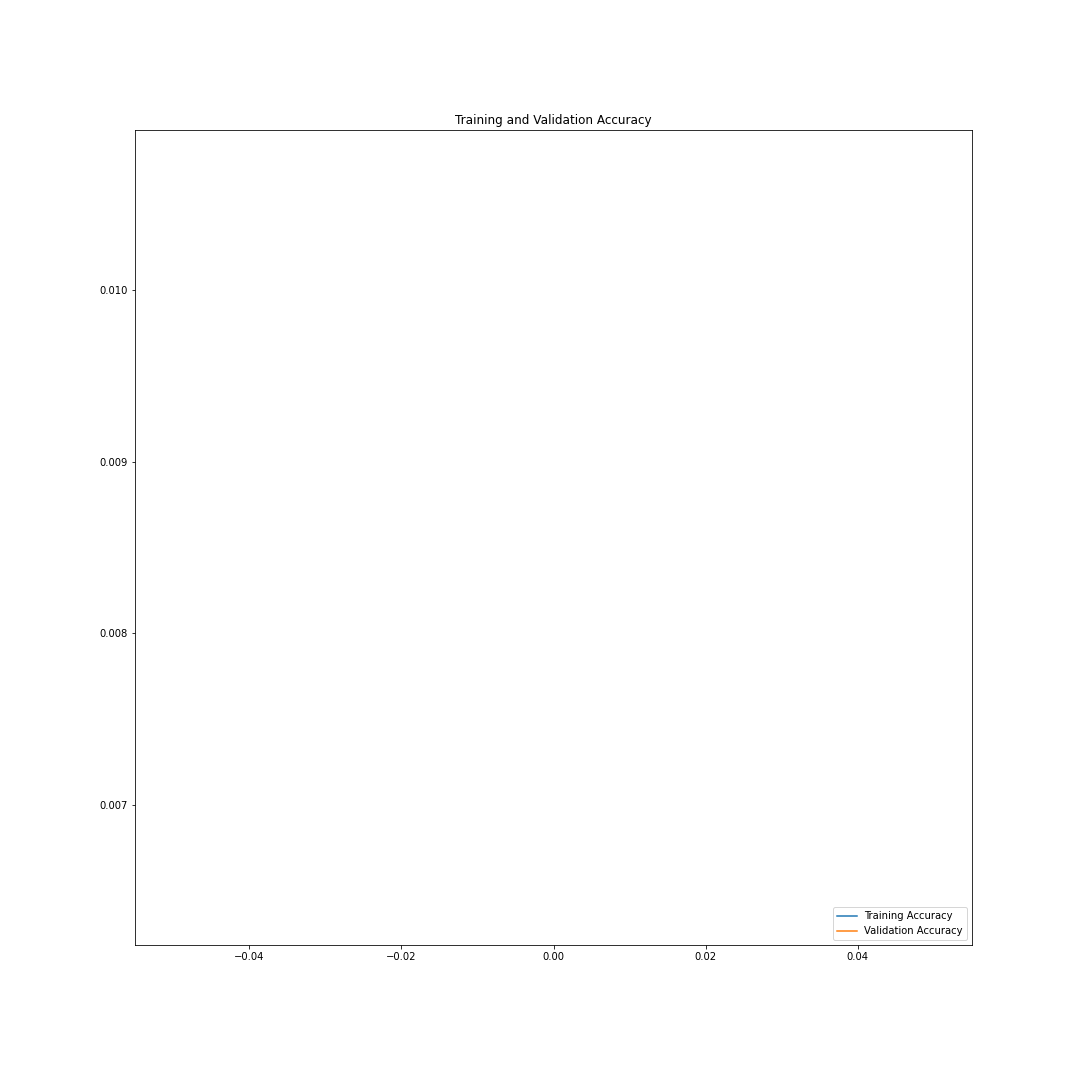 Training and Validation Accuracy
0.010
0.009
0.008
0.007
Training Accuracy
Validation Accuracy
−0.04 −0.02 0.00 0.02 0.04